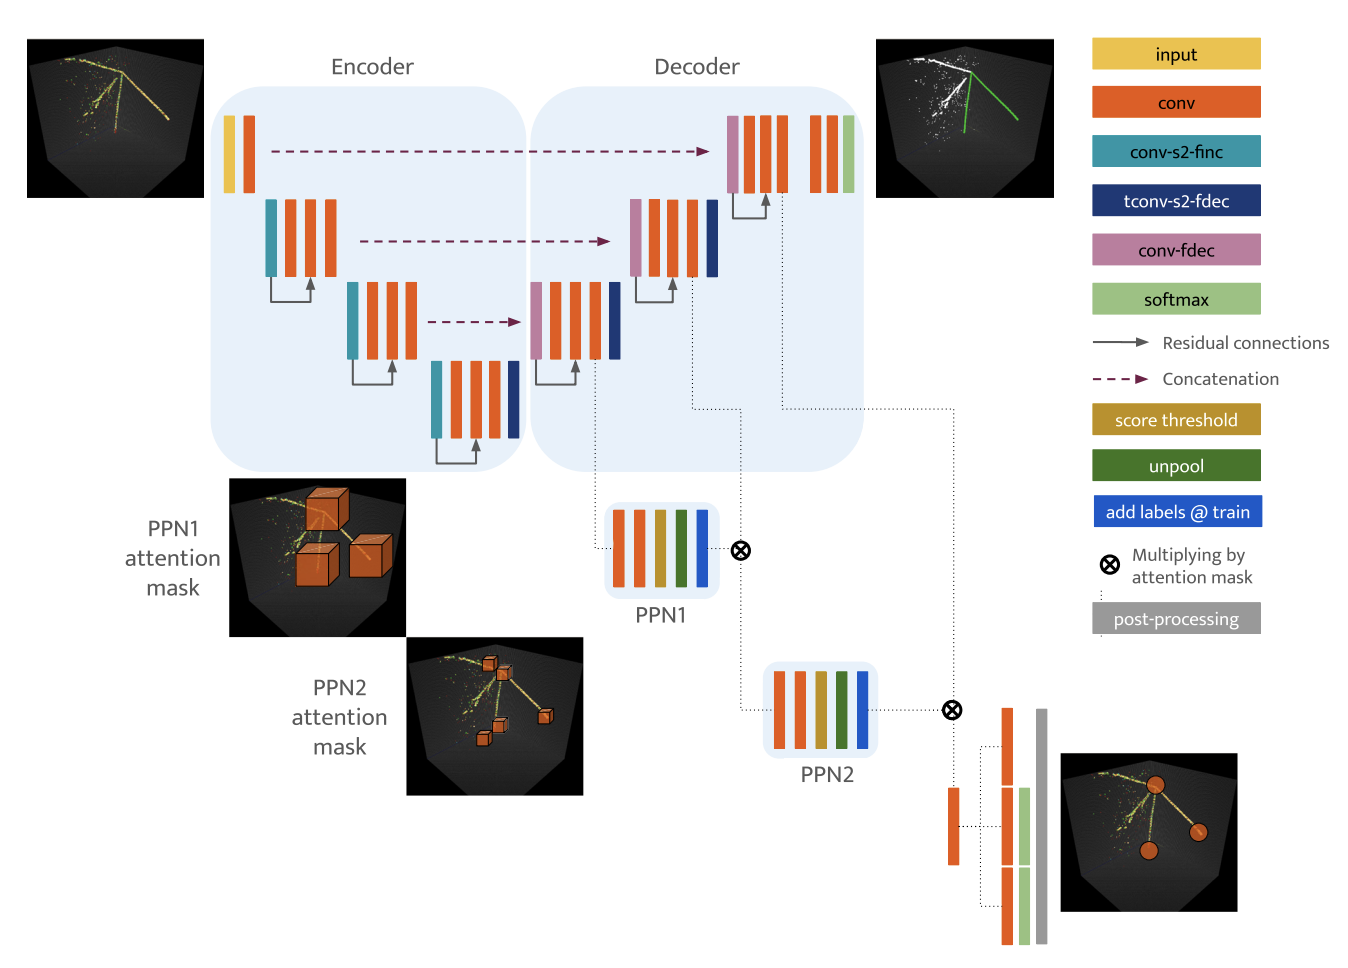 Encoder
Decoder
input
conv
conv-s2-finc
tconv-s2-fdec
conv-fdec
softmax
Residual connections
Concatenation
score threshold
unpool
add labels @ train
Multiplying by
attention mask
post-processing
PPN1
attention
mask
PPN1
PPN2
attention
mask
PPN2